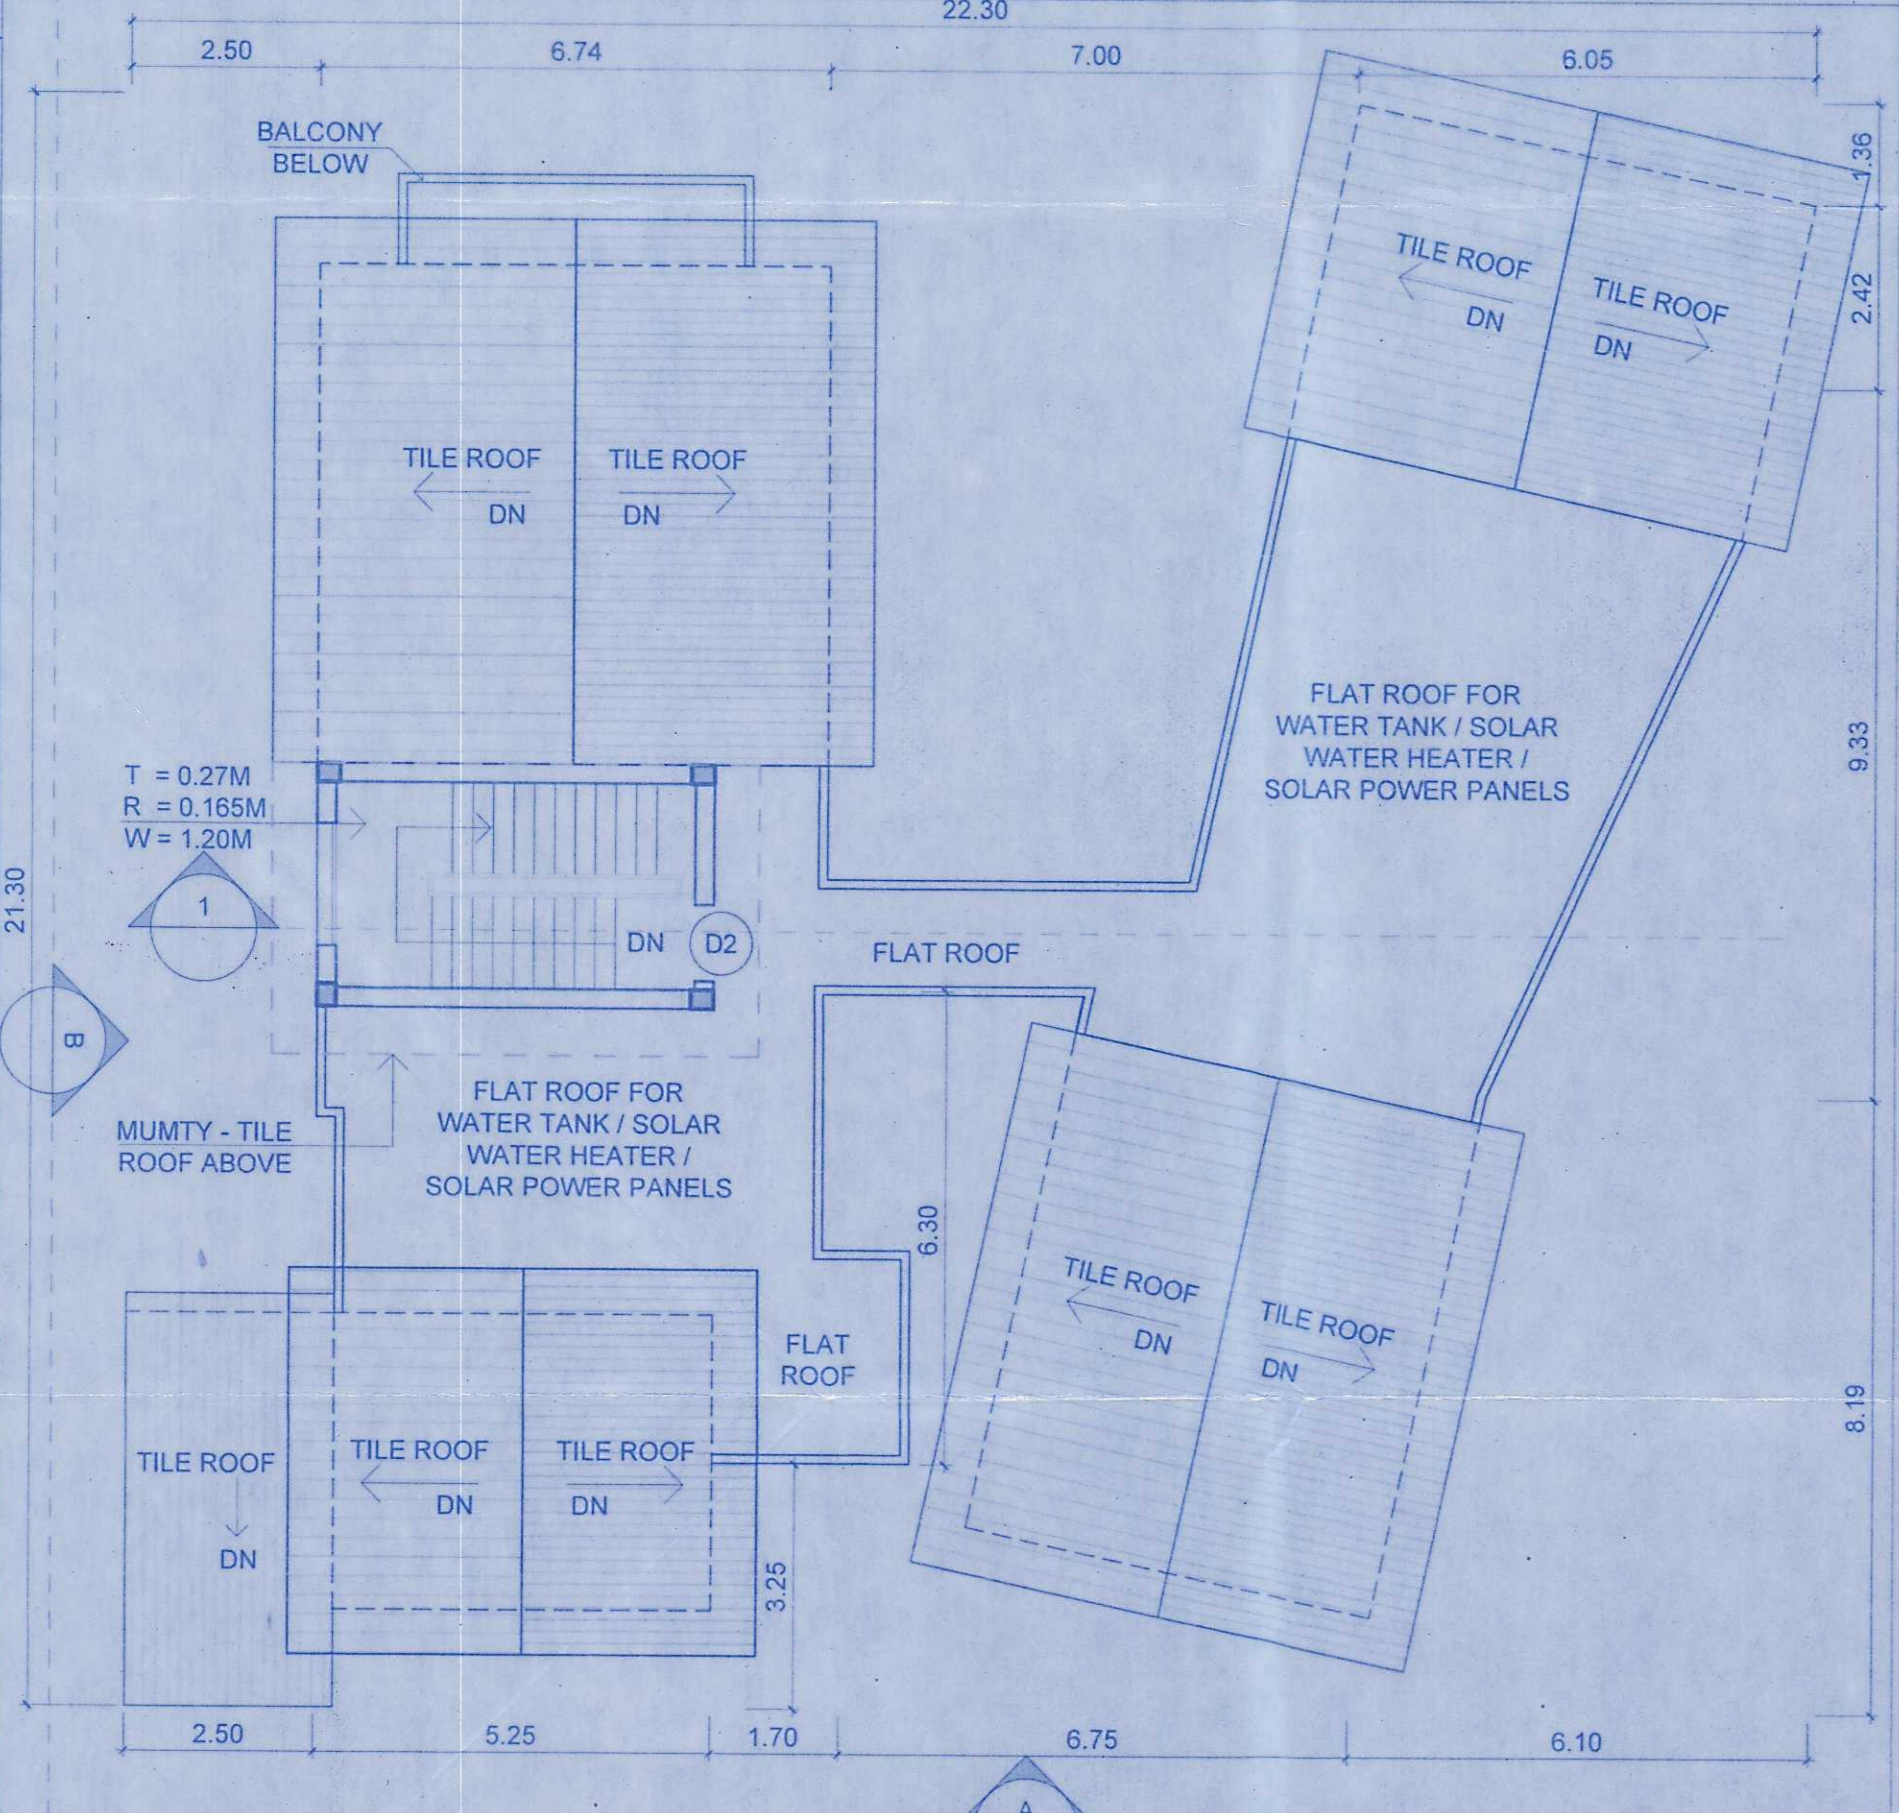 22.30
2.50
6.74
7.00
6.05
BALCONY
BELOW
1.36
2.42
9.33
8.19
21.30
TILE ROOF
DN
TILE ROOF
DN
TILE ROOF
DN
TILE ROOF
DN
T = 0.27M
R = 0.165M
W = 1.20M
1
B
DN
D2
FLAT ROOF
FLAT ROOF FOR
WATER TANK / SOLAR
WATER HEATER /
SOLAR POWER PANELS
MUMTY - TILE
ROOF ABOVE
FLAT ROOF FOR
WATER TANK / SOLAR
WATER HEATER /
SOLAR POWER PANELS
6.30
TILE ROOF
DN
TILE ROOF
DN
FLAT
ROOF
TILE ROOF
DN
TILE ROOF
DN
TILE ROOF
DN
3.25
2.50
5.25
1.70
6.75
6.10
A